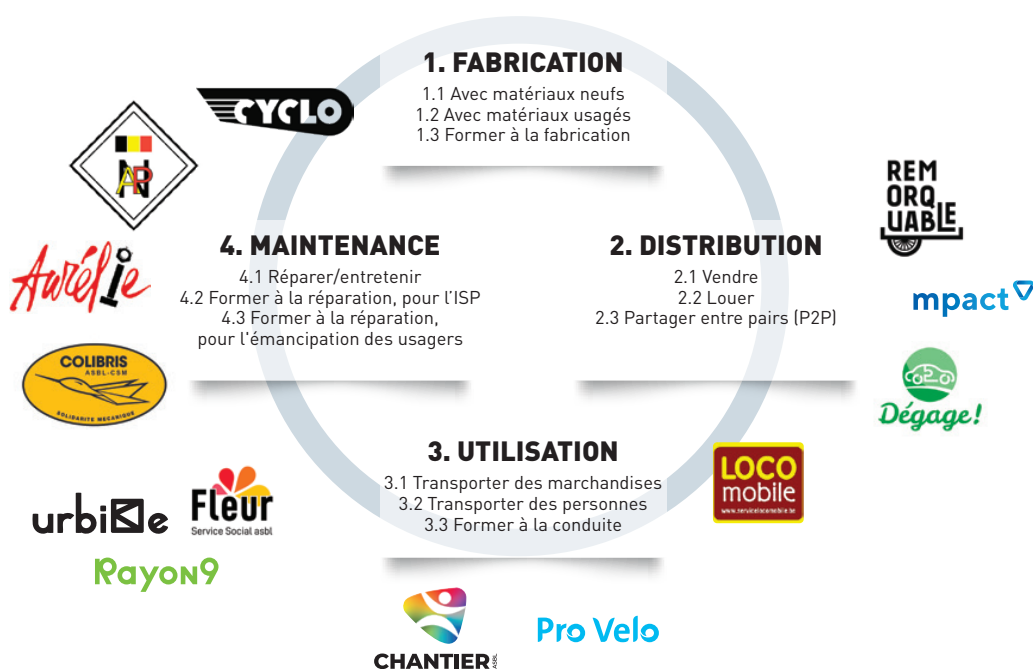 1. FABRICATION
1.1 Avec matériaux neufs
1.2 Avec matériaux usagés
1.3 Former à la fabrication
CYCLO
APN
REM
ORQ
UABLE
4. MAINTENANCE
4.1 Réparer/entretenir
4.2 Former à la réparation, pour l'ISP
4.3 Former à la réparation,
pour l'émancipation des usagers
2. DISTRIBUTION
2.1 Vendre
2.2 Louer
2.3 Partager entre pairs (P2P)
Aurélie
mpact
COLIBRIS
ASBL-CSM
SOLIDARITE MECANIQUE
Dégage!
3. UTILISATION
3.1 Transporter des marchandises
3.2 Transporter des personnes
3.3 Former à la conduite
LOCO
mobile
www.servicelocomobile.be
urbike
Fleur
Service Social asbl
Rayon9
CHANTIER
ASBL
Pro Velo